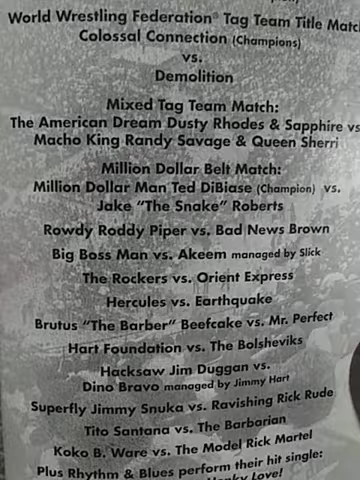 World Wrestling Federation® Tag Team Title Match
Colossal Connection (Champions)
vs.
Demolition
Mixed Tag Team Match:
The American Dream Dusty Rhodes & Sapphire vs
Macho King Randy Savage & Queen Sherri
Million Dollar Belt Match:
Million Dollar Man Ted DiBiase (Champion) vs.
Jake "The Snake" Roberts
Rowdy Roddy Piper vs. Bad News Brown
Big Boss Man vs. Akeem managed by Slick
The Rockers vs. Orient Express
Hercules vs. Earthquake
Brutus "The Barber" Beefcake vs. Mr. Perfect
Hart Foundation vs. The Bolsheviks
Hacksaw Jim Duggan vs.
Dino Bravo managed by Jimmy Hart
Superfly Jimmy Snuka vs. Ravishing Rick Rude
Tito Santana vs. The Barbarian
Koko B. Ware vs. The Model Rick Martel
Plus Rhythm & Blues perform their hit single:
Love!